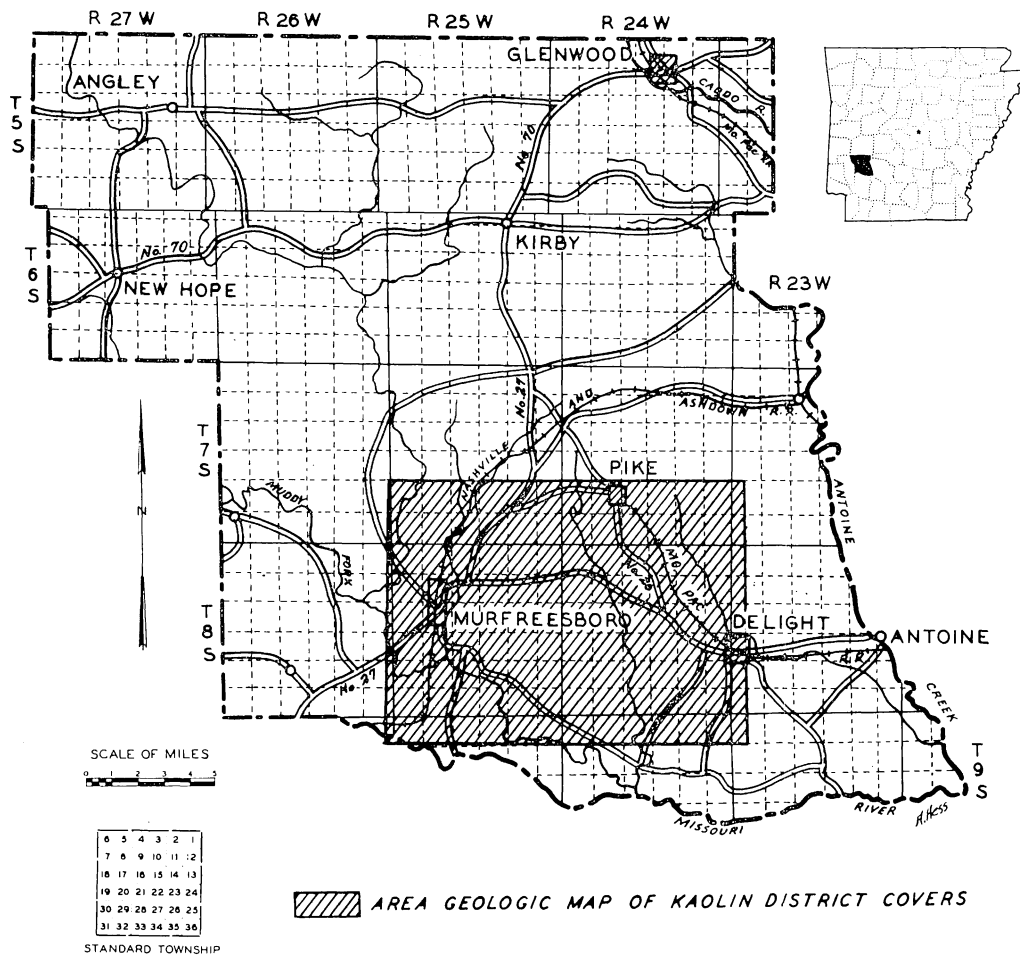 R 27 W R 26 W R 25 W R 24 W
GLENWOOD
ANGLEY
CADDO R.
T 5 S
Mo. Pac. R.R.
No. 70
KIRBY
T 6 S
No. 70
NEW HOPE
R 23 W
No. 27
NASHVILLE AND ASHDOWN R.R.
T 7 S
PIKE
MUDDY FORK
ANTOINE CREEK
N
No. 26
MO. PAC. R.R.
T 8 S
MURFREESBORO
DELIGHT
ANTOINE
No. 27
T 9 S
MISSOURI RIVER
H. Hess
SCALE OF MILES
0 1 2 3 4 5
6 5 4 3 2 1
7 8 9 10 11 12
18 17 16 15 14 13
19 20 21 22 23 24
30 29 28 27 26 25
31 32 33 34 35 36
STANDARD TOWNSHIP
AREA GEOLOGIC MAP OF KAOLIN DISTRICT COVERS